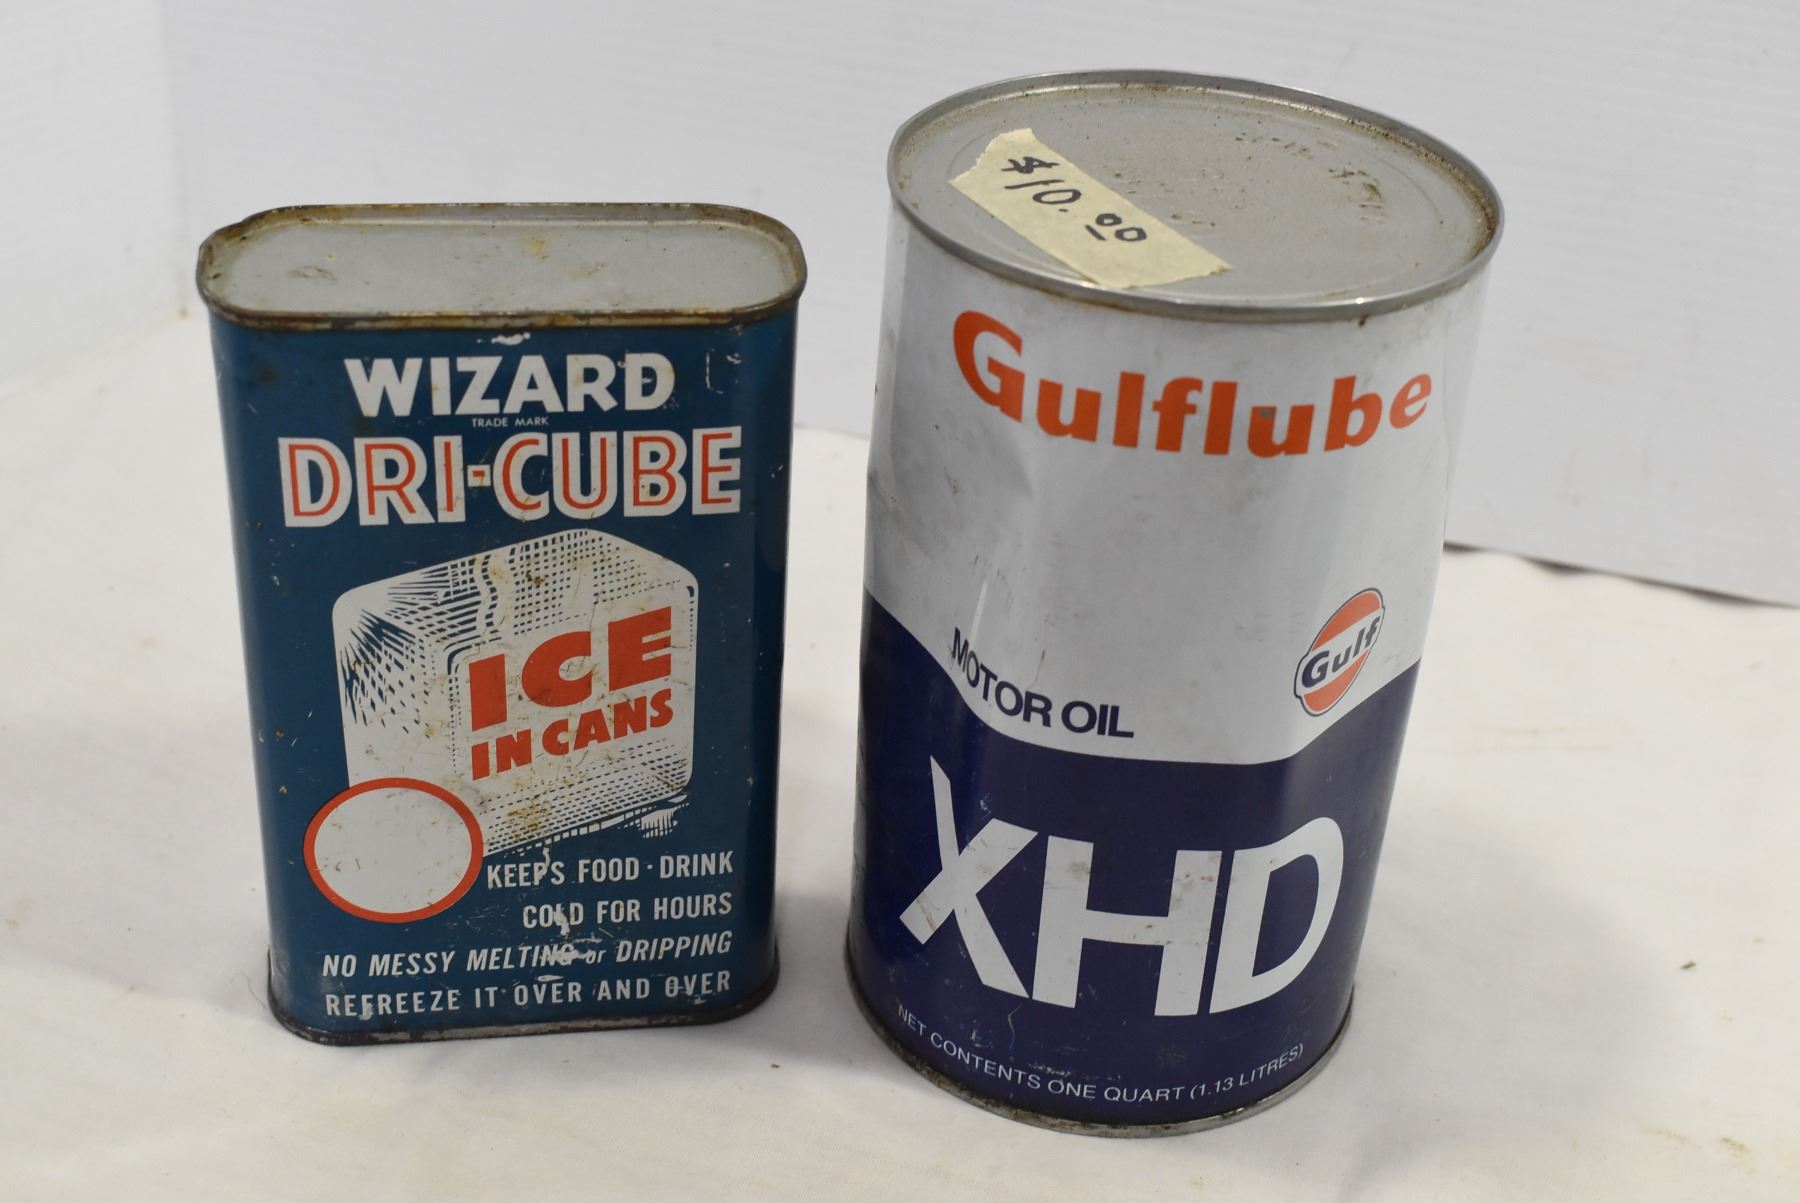 WIZARD
TRADE MARK
DRI-CUBE
ICE
IN CANS
KEEPS FOOD · DRINK
COLD FOR HOURS
NO MESSY MELTING or DRIPPING
REFREEZE IT OVER AND OVER
$10.00
Gulflube
Gulf
MOTOR OIL
XHD
NET CONTENTS ONE QUART (1.13 LITRES)